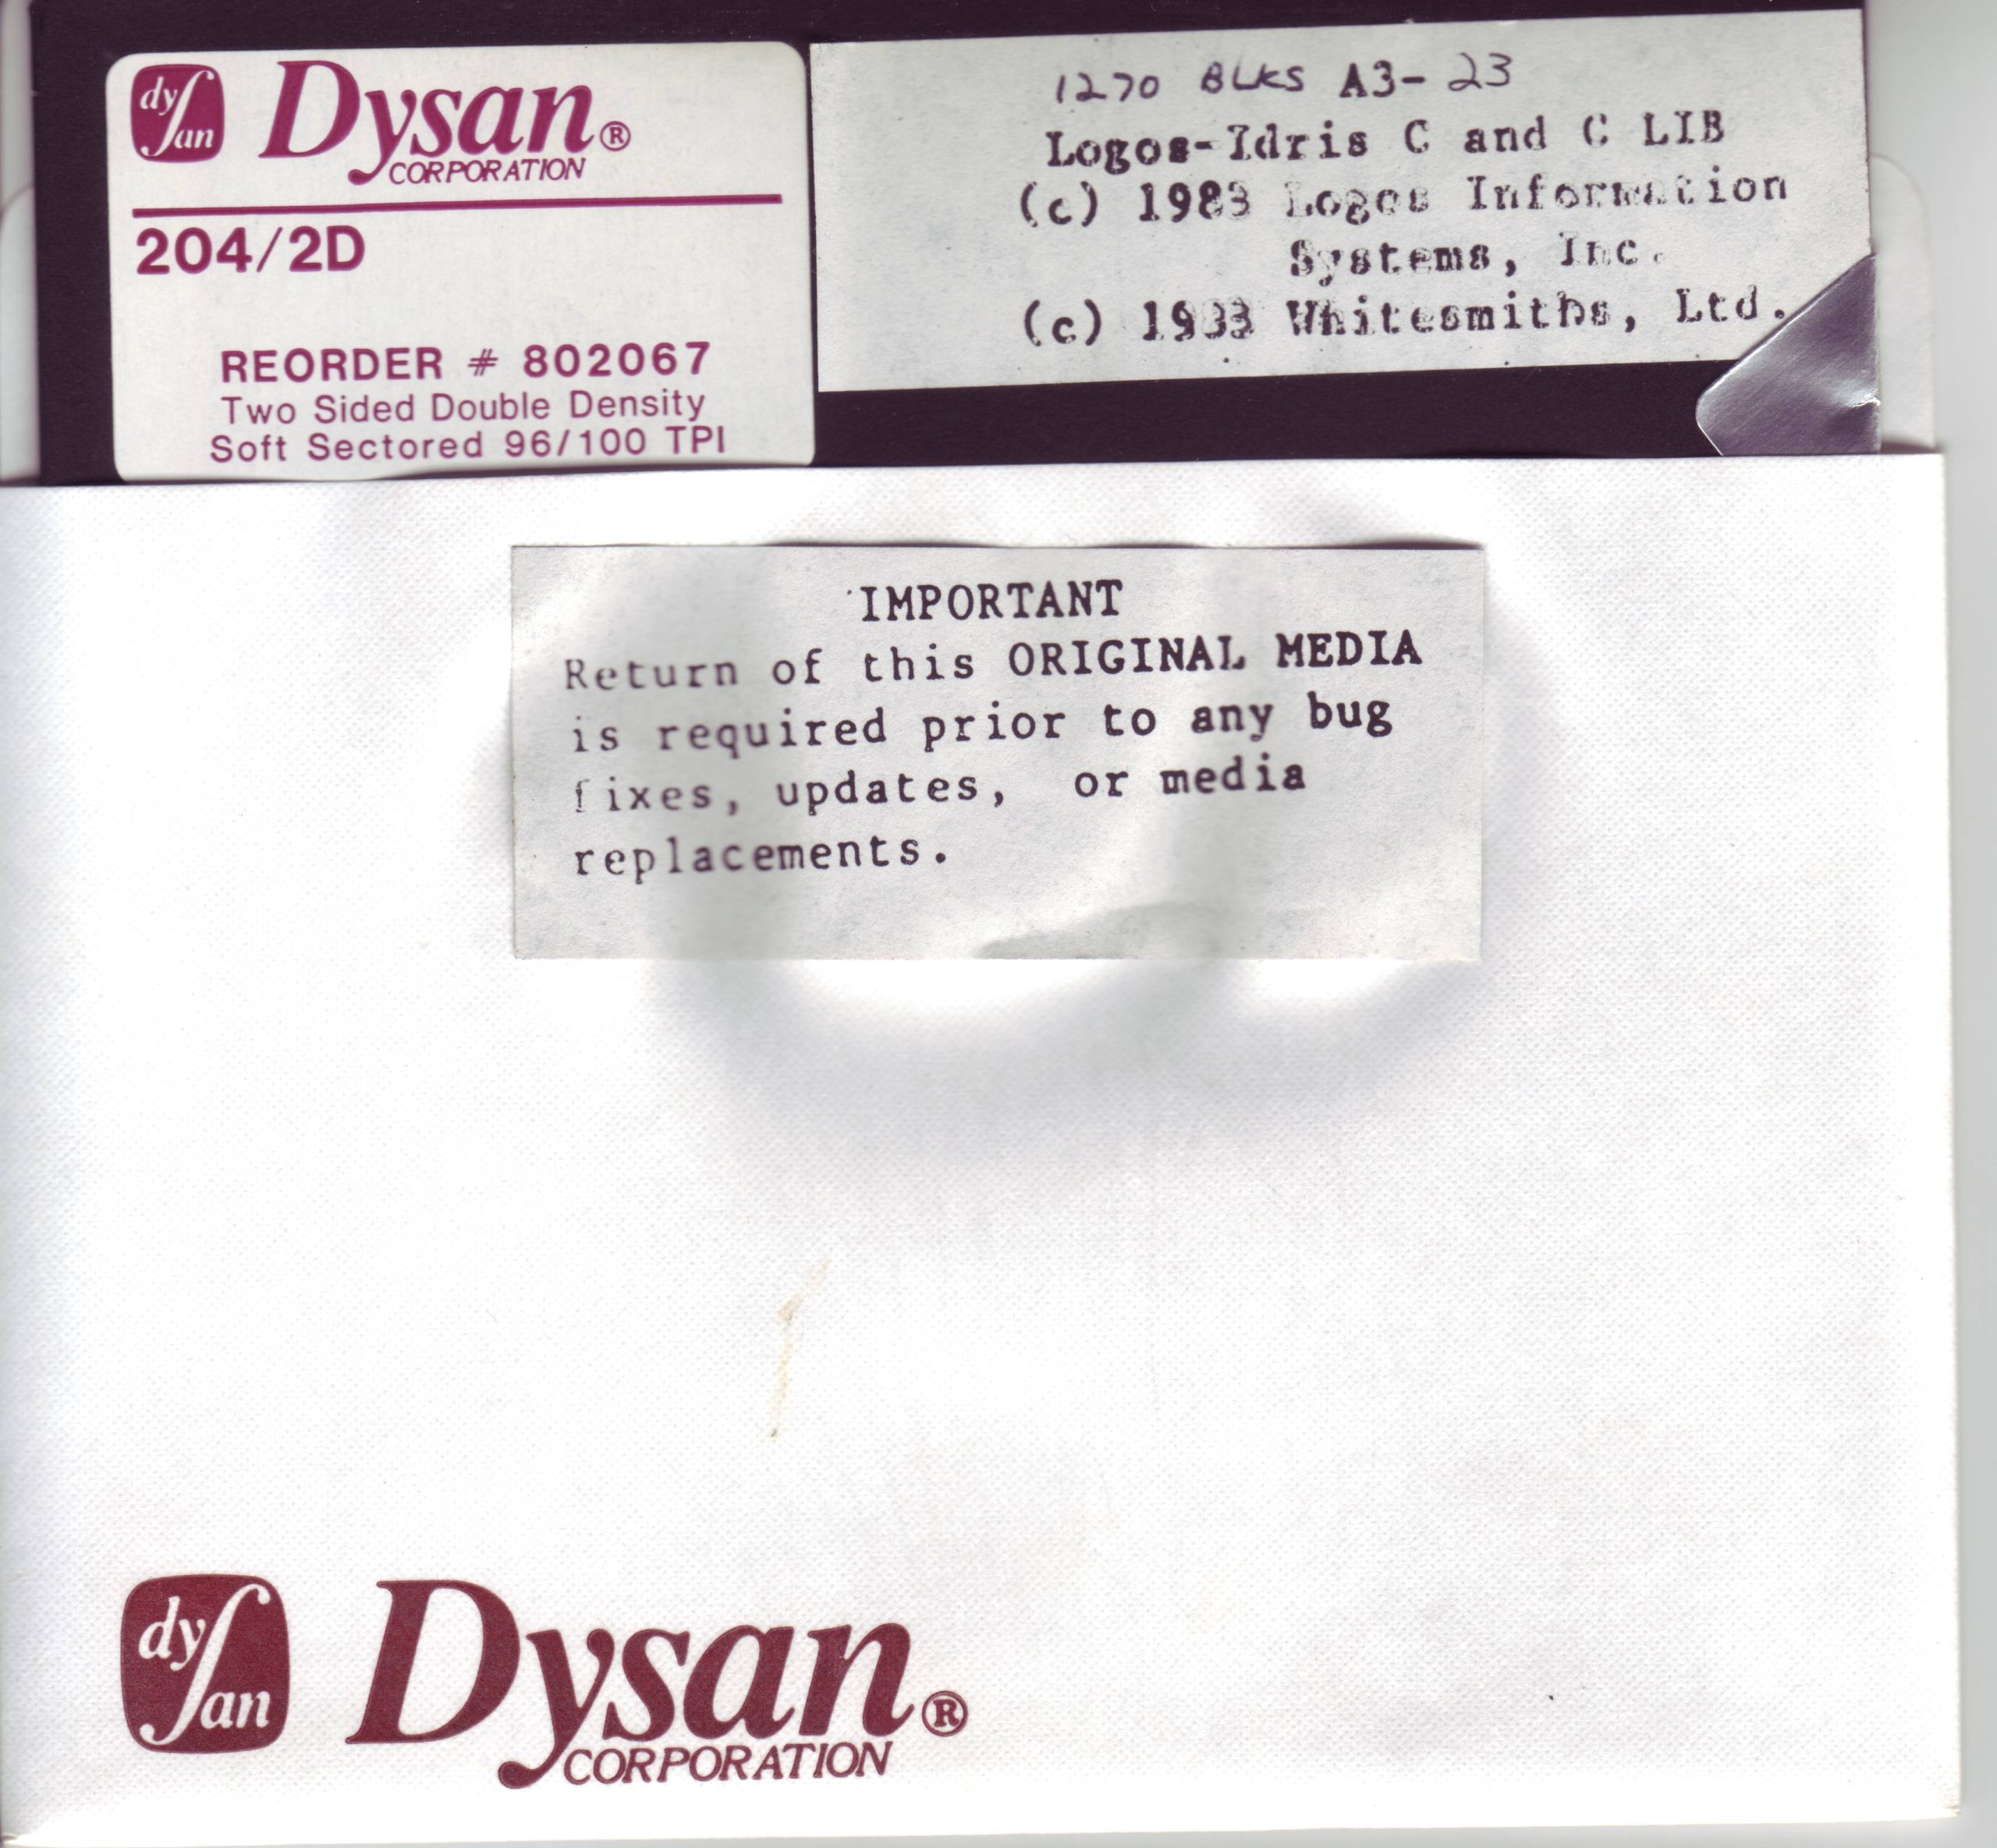 dysan Dysan®
CORPORATION
204/2D
REORDER # 802067
Two Sided Double Density
Soft Sectored 96/100 TPI
1270 BLKS A3-23
Logos-Idris C and C LIB
(c) 1983 Logos Information
Systems, Inc.
(c) 1983 Whitesmiths, Ltd.
IMPORTANT
Return of this ORIGINAL MEDIA
is required prior to any bug
fixes, updates, or media
replacements.
dysan Dysan®
CORPORATION